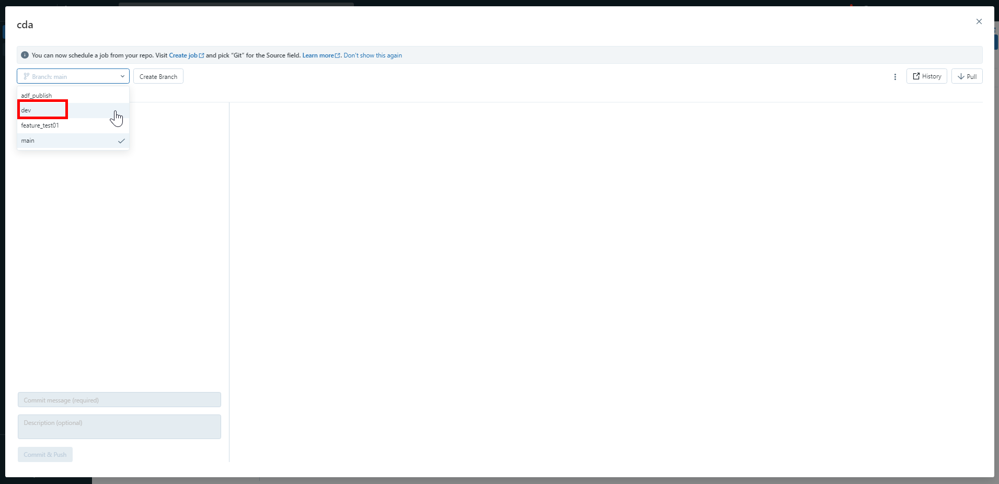 cda
You can now schedule a job from your repo. Visit Create job and pick “Git” for the Source field. Learn more. Don't show this again
Branch: main
Create Branch
History
Pull
adf_publish
dev
feature_test01
main
Commit message (required)
Description (optional)
Commit & Push